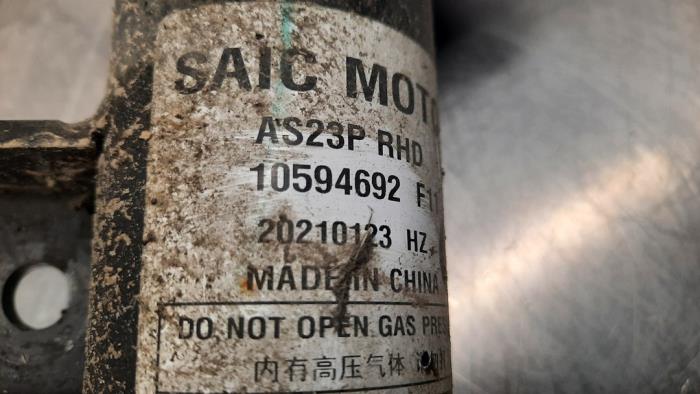 SAIC MOTO
AS23P RHD
10594692 F1
20210123 HZ
MADE IN CHINA
DO NOT OPEN GAS PRES
内有高压气体